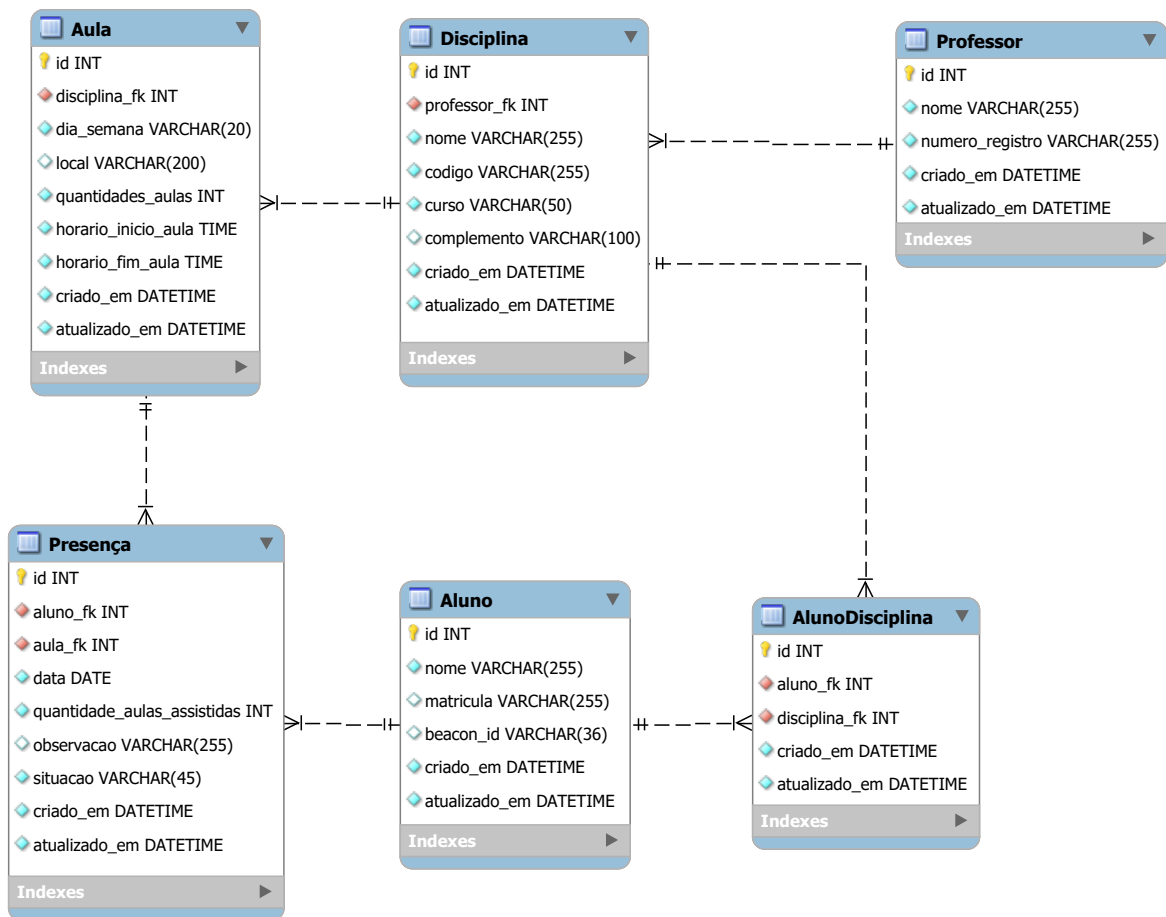 Aula
id INT
disciplina_fk INT
dia_semana VARCHAR(20)
local VARCHAR(200)
quantidades_aulas INT
horario_inicio_aula TIME
horario_fim_aula TIME
criado_em DATETIME
atualizado_em DATETIME
Indexes
Disciplina
id INT
professor_fk INT
nome VARCHAR(255)
codigo VARCHAR(255)
curso VARCHAR(50)
complemento VARCHAR(100)
criado_em DATETIME
atualizado_em DATETIME
Indexes
Professor
id INT
nome VARCHAR(255)
numero_registro VARCHAR(255)
criado_em DATETIME
atualizado_em DATETIME
Indexes
Presença
id INT
aluno_fk INT
aula_fk INT
data DATE
quantidade_aulas_assistidas INT
observacao VARCHAR(255)
situacao VARCHAR(45)
criado_em DATETIME
atualizado_em DATETIME
Indexes
Aluno
id INT
nome VARCHAR(255)
matricula VARCHAR(255)
beacon_id VARCHAR(36)
criado_em DATETIME
atualizado_em DATETIME
Indexes
AlunoDisciplina
id INT
aluno_fk INT
disciplina_fk INT
criado_em DATETIME
atualizado_em DATETIME
Indexes